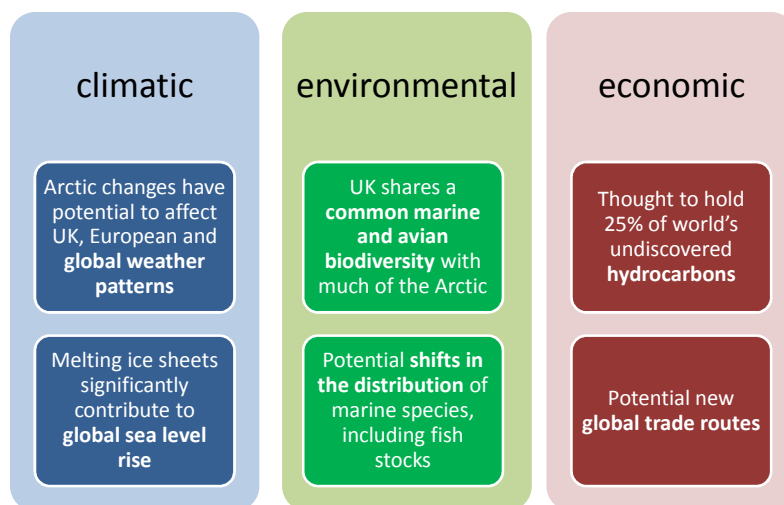 climatic
Arctic changes have
potential to affect
UK, European and
global weather
patterns
Melting ice sheets
significantly
contribute to
global sea level
rise
environmental
UK shares a
common marine
and avian
biodiversity with
much of the Arctic
Potential shifts in
the distribution of
marine species,
including fish
stocks
economic
Thought to hold
25% of world’s
undiscovered
hydrocarbons
Potential new
global trade routes